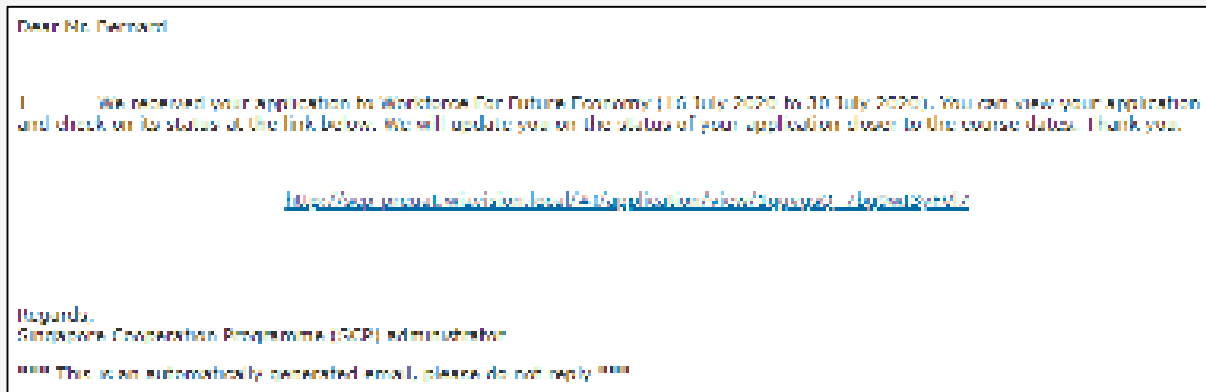 Dear Mr. Bernard
1 We received your application to Workforce For Future Economy (16 July 2020 to 30 July 2020). You can view your application
and check on its status at the link below. We will update you on the status of your application closer to the course dates. Thank you.
Regards,
Singapore Cooperation Programme (SCP) administrator
*** This is an automatically generated email, please do not reply ***